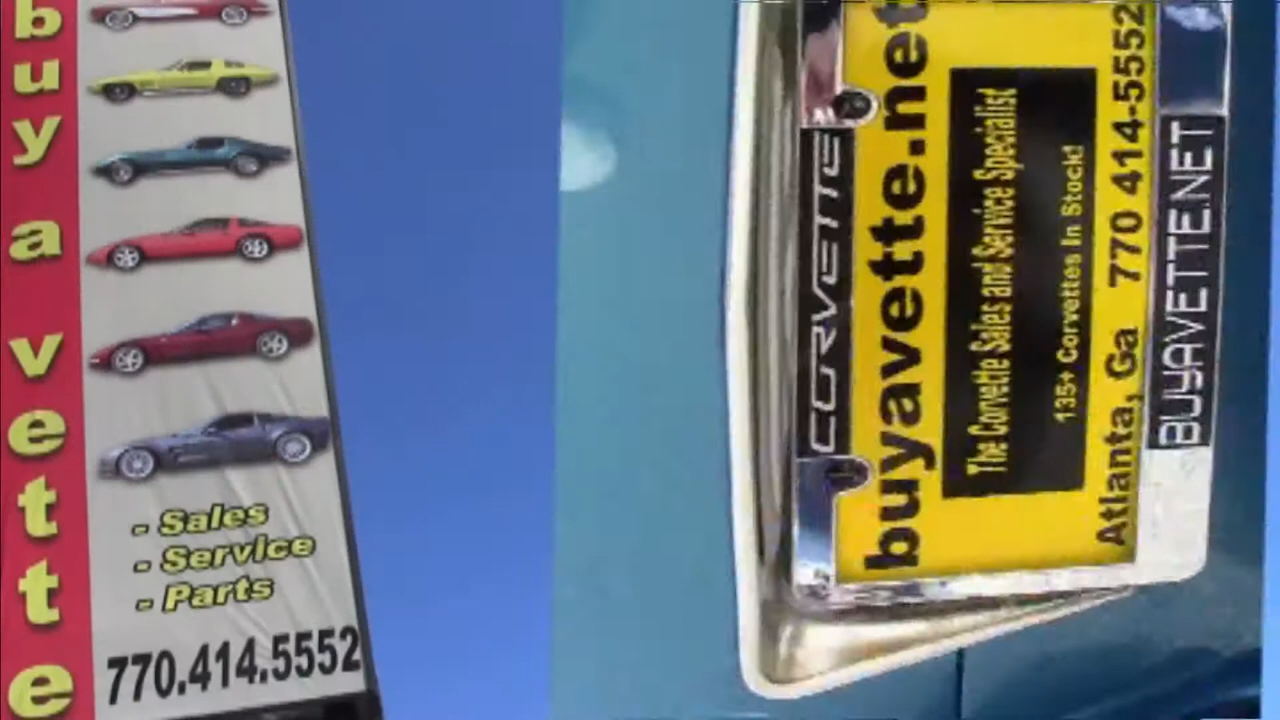 buy a vette
- Sales
- Service
- Parts
770.414.5552
CORVETTE
buyavette.net
The Corvette Sales and Service Specialist
135+ Corvettes In Stock!
Atlanta, Ga 770 414-5552
BUYAVETTE.NET